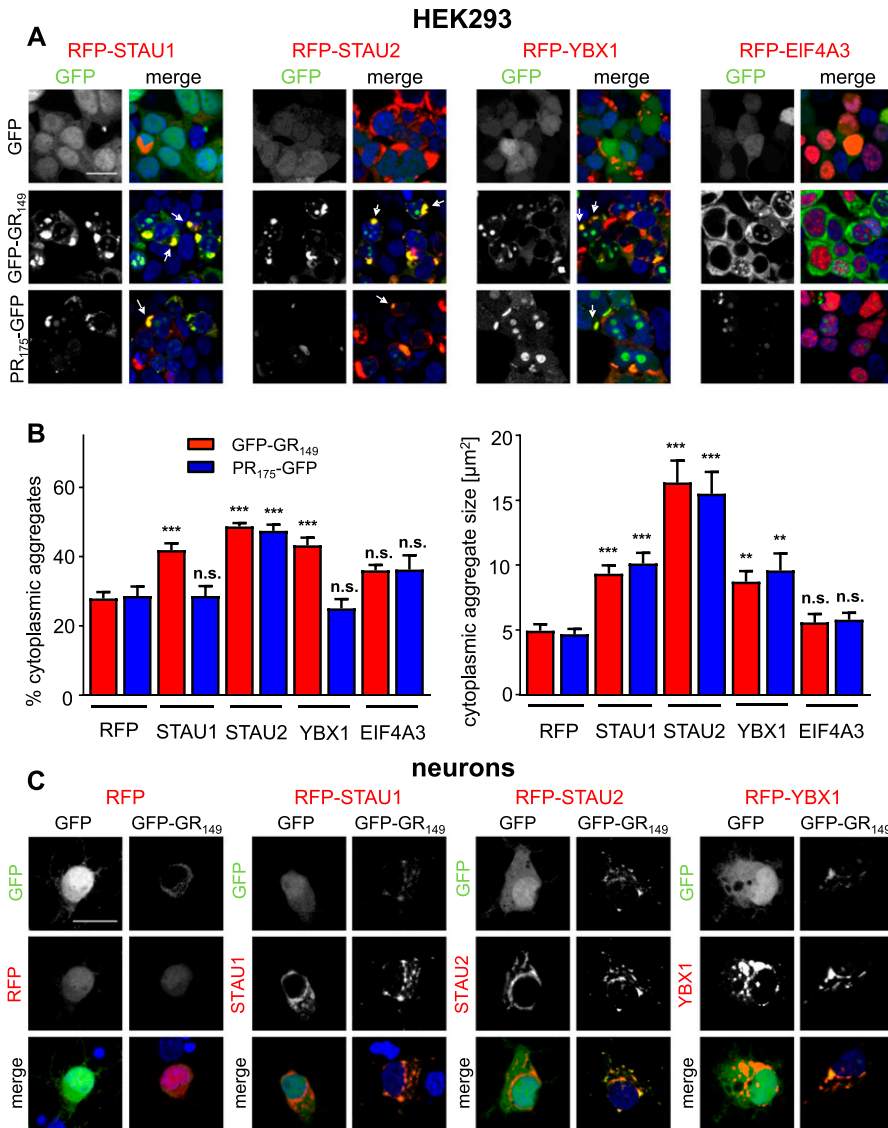 HEK293
A
RFP-STAU1 RFP-STAU2 RFP-YBX1 RFP-EIF4A3
GFP merge GFP merge GFP merge GFP merge
GFP
GFP-GR149
PR175-GFP
B
GFP-GR149
PR175-GFP
% cytoplasmic aggregates
60
40
20
0
*** n.s. *** *** *** n.s. n.s. n.s.
RFP STAU1 STAU2 YBX1 EIF4A3
cytoplasmic aggregate size [µm²]
20
15
10
5
0
*** *** *** *** ** ** n.s. n.s.
RFP STAU1 STAU2 YBX1 EIF4A3
neurons
C
RFP RFP-STAU1 RFP-STAU2 RFP-YBX1
GFP GFP-GR149 GFP GFP-GR149 GFP GFP-GR149 GFP GFP-GR149
GFP GFP GFP GFP
RFP STAU1 STAU2 YBX1
merge merge merge merge